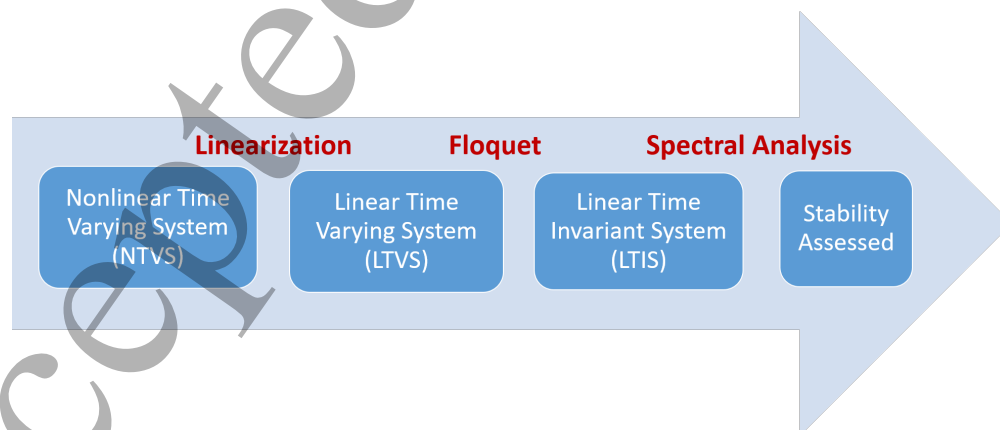 Linearization Floquet Spectral Analysis
Nonlinear Time
Varying System
(NTVS)
Linear Time
Varying System
(LTVS)
Linear Time
Invariant System
(LTIS)
Stability
Assessed
cepted